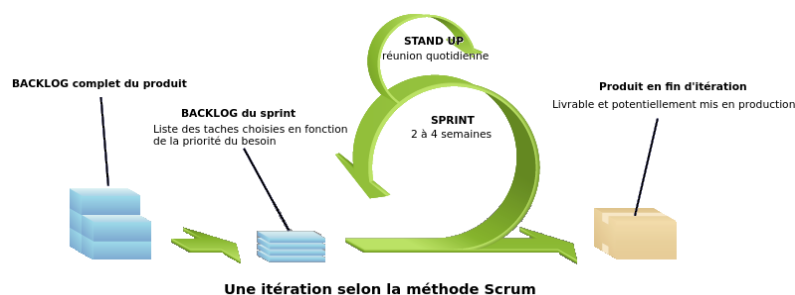 STAND UP
réunion quotidienne
BACKLOG complet du produit
Produit en fin d'itération
Livrable et potentiellement mis en production
BACKLOG du sprint
Liste des taches choisies en fonction
de la priorité du besoin
SPRINT
2 à 4 semaines
Une itération selon la méthode Scrum